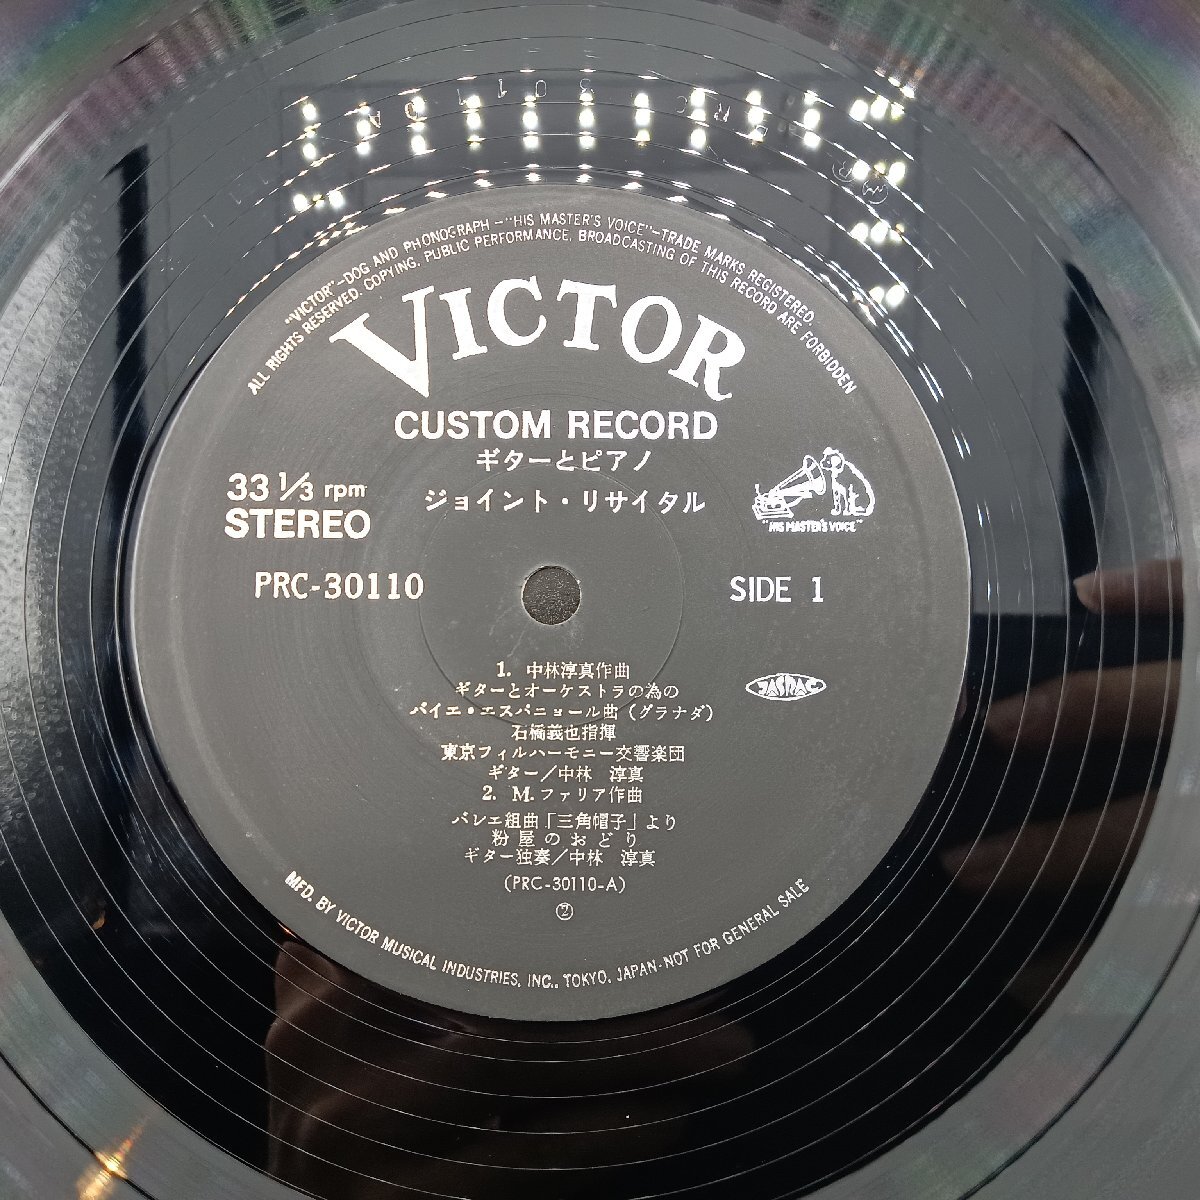 "VICTOR"-DOG AND PHONOGRAPH -"HIS MASTER'S VOICE"-TRADE MARKS REGISTERED.
ALL RIGHTS RESERVED. COPYING, PUBLIC PERFORMANCE, BROADCASTING OF THIS RECORD ARE FORBIDDEN
VICTOR
CUSTOM RECORD
ギターとピアノ
ジョイント・リサイタル
33 1/3 rpm
STEREO
"HIS MASTER'S VOICE"
PRC-30110
SIDE 1
JASRAC
1. 中林淳真作曲
ギターとオーケストラの為の
バイエ・エスパニョール曲(グラナダ)
石橋義也指揮
東京フィルハーモニー交響楽団
ギター/中林 淳真
2. M.ファリア作曲
バレエ組曲「三角帽子」より
粉屋のおどり
ギター独奏/中林 淳真
(PRC-30110-A)
②
MFD. BY VICTOR MUSICAL INDUSTRIES, INC., TOKYO, JAPAN-NOT FOR GENERAL SALE